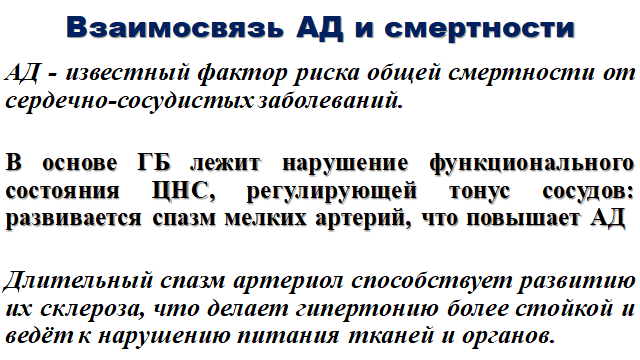 Взаимосвязь АД и смертности
АД - известный фактор риска общей смертности от
сердечно-сосудистых заболеваний.
В основе ГБ лежит нарушение функционального
состояния ЦНС, регулирующей тонус сосудов:
развивается спазм мелких артерий, что повышает АД
Длительный спазм артериол способствует развитию
их склероза, что делает гипертонию более стойкой и
ведёт к нарушению питания тканей и органов.